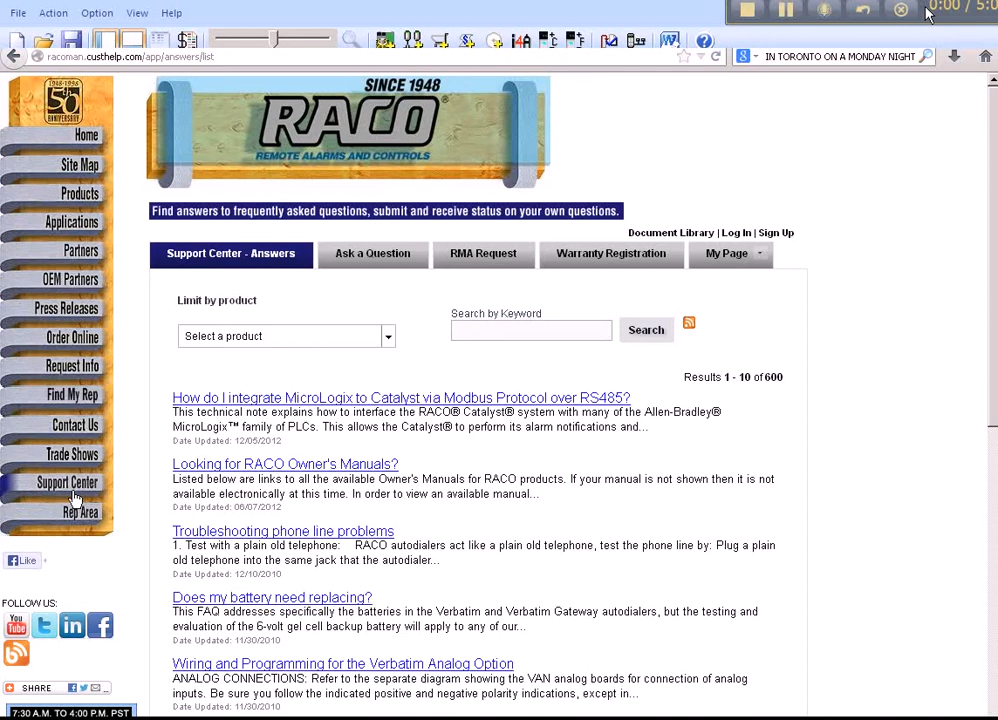 File Action Option View Help
0:00 / 5:0
racoman.custhelp.com/app/answers/list
IN TORONTO ON A MONDAY NIGHT
1948-1998
50
ANNIVERSARY
SINCE 1948
RACO®
REMOTE ALARMS AND CONTROLS
Home
Site Map
Products
Applications
Partners
OEM Partners
Press Releases
Order Online
Request Info
Find My Rep
Contact Us
Trade Shows
Support Center
Rep Area
Like
FOLLOW US:
You Tube
SHARE
7:30 A.M. TO 4:00 P.M. PST
Find answers to frequently asked questions, submit and receive status on your own questions.
Document Library | Log In | Sign Up
Support Center - Answers Ask a Question RMA Request Warranty Registration My Page
Limit by product
Select a product
Search by Keyword
Search
Results 1 - 10 of 600
How do I integrate MicroLogix to Catalyst via Modbus Protocol over RS485?
This technical note explains how to interface the RACO® Catalyst® system with many of the Allen-Bradley®
MicroLogix™ family of PLCs. This allows the Catalyst® to perform its alarm notifications and...
Date Updated: 12/05/2012
Looking for RACO Owner's Manuals?
Listed below are links to all the available Owner's Manuals for RACO products. If your manual is not shown then it is not
available electronically at this time. In order to view an available manual...
Date Updated: 06/07/2012
Troubleshooting phone line problems
1. Test with a plain old telephone: RACO autodialers act like a plain old telephone, test the phone line by: Plug a plain
old telephone into the same jack that the autodialer...
Date Updated: 12/10/2010
Does my battery need replacing?
This FAQ addresses specifically the batteries in the Verbatim and Verbatim Gateway autodialers, but the testing and
evaluation of the 6-volt gel cell backup battery will apply to any of our...
Date Updated: 11/30/2010
Wiring and Programming for the Verbatim Analog Option
ANALOG CONNECTIONS: Refer to the separate diagram showing the VAN analog boards for connection of analog
inputs. Be sure you follow the indicated positive and negative polarity indications, except in...
Date Updated: 11/30/2010